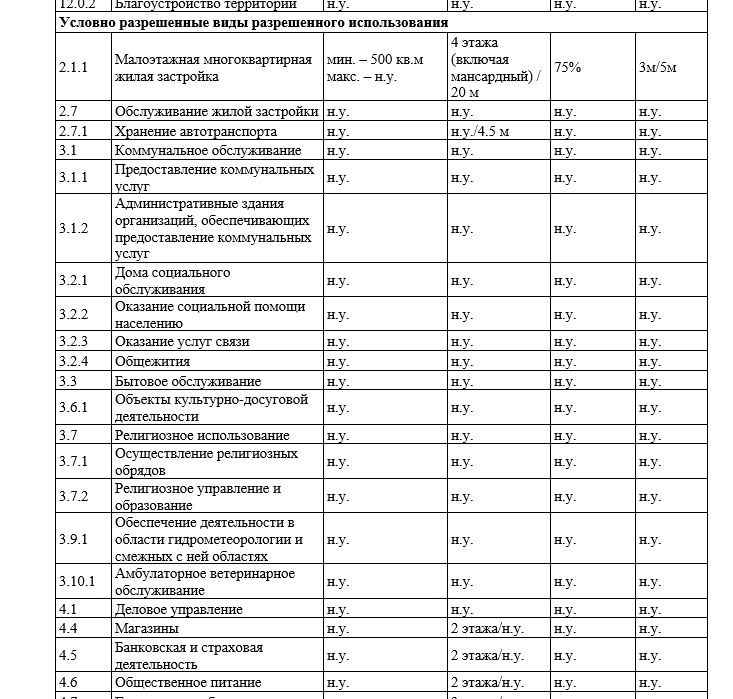 12.0.2 Благоустройство территории н.у. н.у. н.у. н.у.
Условно разрешенные виды разрешенного использования
2.1.1 Малоэтажная многоквартирная жилая застройка мин. – 500 кв.м макс. – н.у. 4 этажа (включая мансардный) / 20 м 75% 3м/5м
2.7 Обслуживание жилой застройки н.у. н.у. н.у. н.у.
2.7.1 Хранение автотранспорта н.у. н.у./4.5 м н.у. н.у.
3.1 Коммунальное обслуживание н.у. н.у. н.у. н.у.
3.1.1 Предоставление коммунальных услуг н.у. н.у. н.у. н.у.
3.1.2 Административные здания организаций, обеспечивающих предоставление коммунальных услуг н.у. н.у. н.у. н.у.
3.2.1 Дома социального обслуживания н.у. н.у. н.у. н.у.
3.2.2 Оказание социальной помощи населению н.у. н.у. н.у. н.у.
3.2.3 Оказание услуг связи н.у. н.у. н.у. н.у.
3.2.4 Общежития н.у. н.у. н.у. н.у.
3.3 Бытовое обслуживание н.у. н.у. н.у. н.у.
3.6.1 Объекты культурно-досуговой деятельности н.у. н.у. н.у. н.у.
3.7 Религиозное использование н.у. н.у. н.у. н.у.
3.7.1 Осуществление религиозных обрядов н.у. н.у. н.у. н.у.
3.7.2 Религиозное управление и образование н.у. н.у. н.у. н.у.
3.9.1 Обеспечение деятельности в области гидрометеорологии и смежных с ней областях н.у. н.у. н.у. н.у.
3.10.1 Амбулаторное ветеринарное обслуживание н.у. н.у. н.у. н.у.
4.1 Деловое управление н.у. н.у. н.у. н.у.
4.4 Магазины н.у. 2 этажа/н.у. н.у. н.у.
4.5 Банковская и страховая деятельность н.у. 2 этажа/н.у. н.у. н.у.
4.6 Общественное питание н.у. 2 этажа/н.у. н.у. н.у.